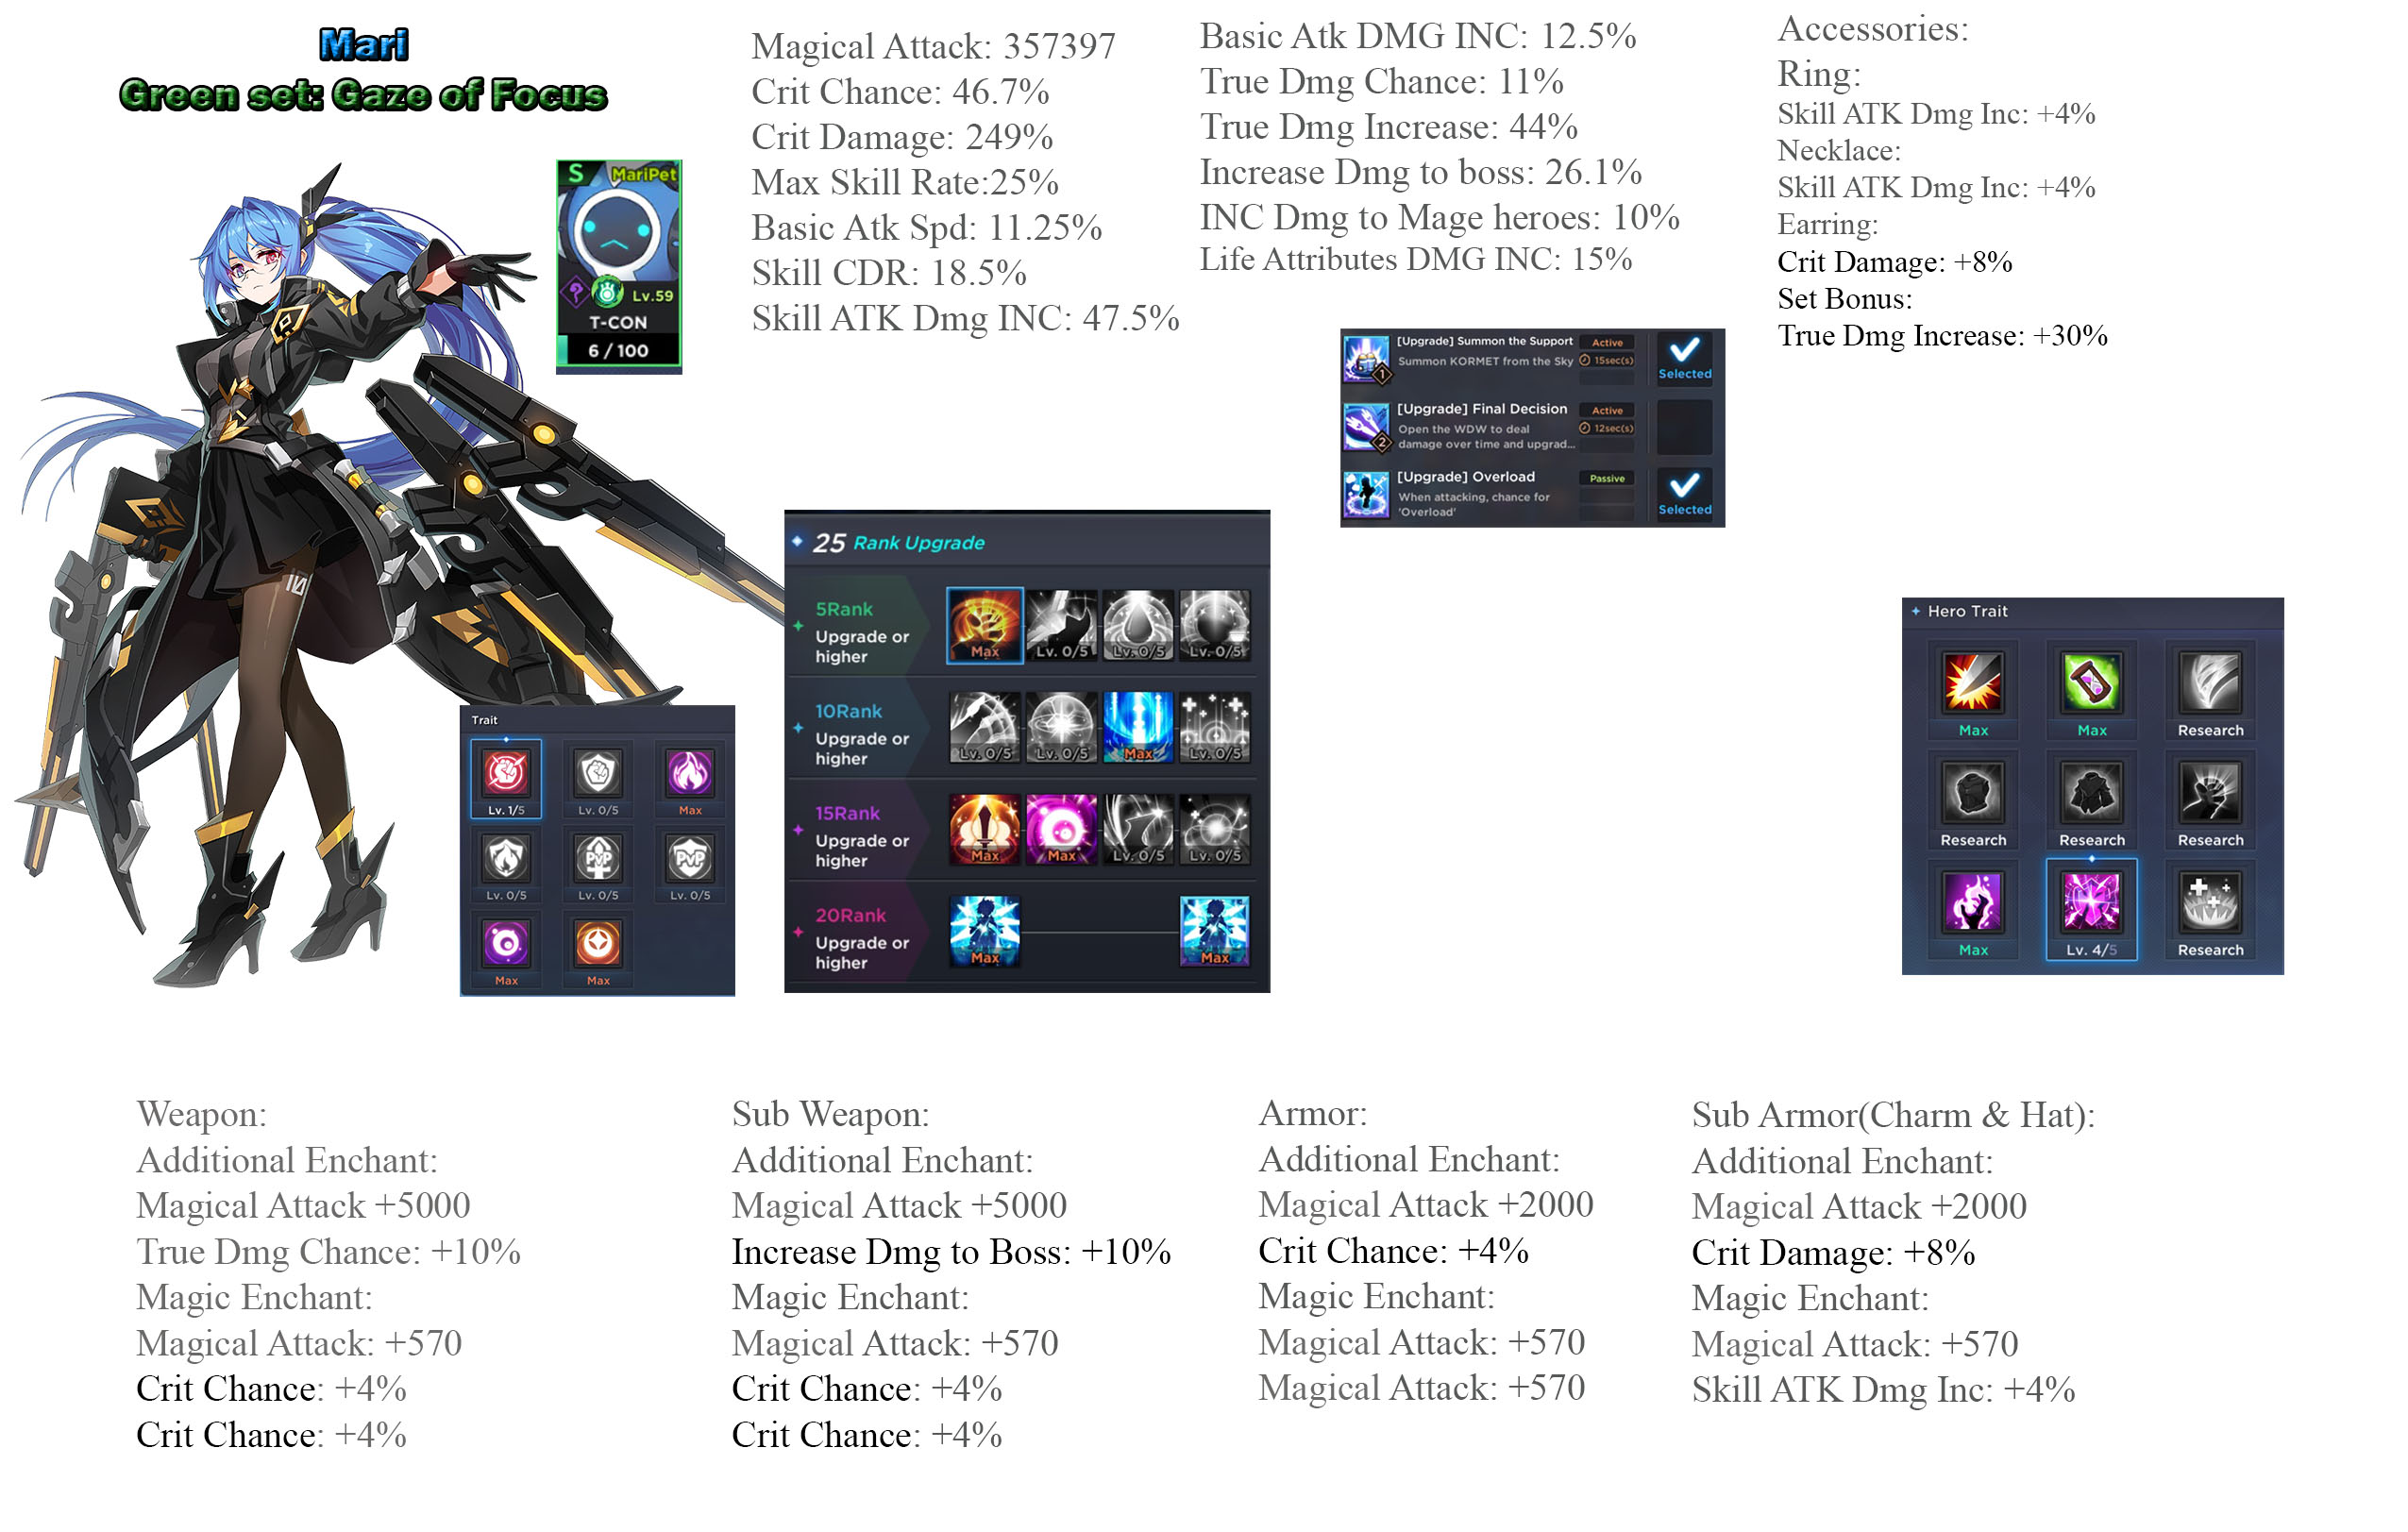 Mari
Green set: Gaze of Focus
S MariPet
Lv.59
T-CON
6 / 100
Magical Attack: 357397
Crit Chance: 46.7%
Crit Damage: 249%
Max Skill Rate:25%
Basic Atk Spd: 11.25%
Skill CDR: 18.5%
Skill ATK Dmg INC: 47.5%
Basic Atk DMG INC: 12.5%
True Dmg Chance: 11%
True Dmg Increase: 44%
Increase Dmg to boss: 26.1%
INC Dmg to Mage heroes: 10%
Life Attributes DMG INC: 15%
Accessories:
Ring:
Skill ATK Dmg Inc: +4%
Necklace:
Skill ATK Dmg Inc: +4%
Earring:
Crit Damage: +8%
Set Bonus:
True Dmg Increase: +30%
[Upgrade] Summon the Support
Summon KORMET from the Sky
1
Active
15sec(s)
Selected
[Upgrade] Final Decision
Open the WDW to deal
damage over time and upgrad...
2
Active
12sec(s)
[Upgrade] Overload
When attacking, chance for
'Overload'
Passive
Selected
Trait
Lv. 1/5 Lv. 0/5 Max
Lv. 0/5 Lv. 0/5 Lv. 0/5
PvP PvP
Max Max
25 Rank Upgrade
5Rank
Upgrade or
higher
Max Lv. 0/5 Lv. 0/5 Lv. 0/5
10Rank
Upgrade or
higher
Lv. 0/5 Lv. 0/5 Max Lv. 0/5
15Rank
Upgrade or
higher
Max Max Lv. 0/5 Lv. 0/5
20Rank
Upgrade or
higher
Max Max
Hero Trait
Max Max Research
Research Research Research
Max Lv. 4/5 Research
Weapon:
Additional Enchant:
Magical Attack +5000
True Dmg Chance: +10%
Magic Enchant:
Magical Attack: +570
Crit Chance: +4%
Crit Chance: +4%
Sub Weapon:
Additional Enchant:
Magical Attack +5000
Increase Dmg to Boss: +10%
Magic Enchant:
Magical Attack: +570
Crit Chance: +4%
Crit Chance: +4%
Armor:
Additional Enchant:
Magical Attack +2000
Crit Chance: +4%
Magic Enchant:
Magical Attack: +570
Magical Attack: +570
Sub Armor(Charm & Hat):
Additional Enchant:
Magical Attack +2000
Crit Damage: +8%
Magic Enchant:
Magical Attack: +570
Skill ATK Dmg Inc: +4%